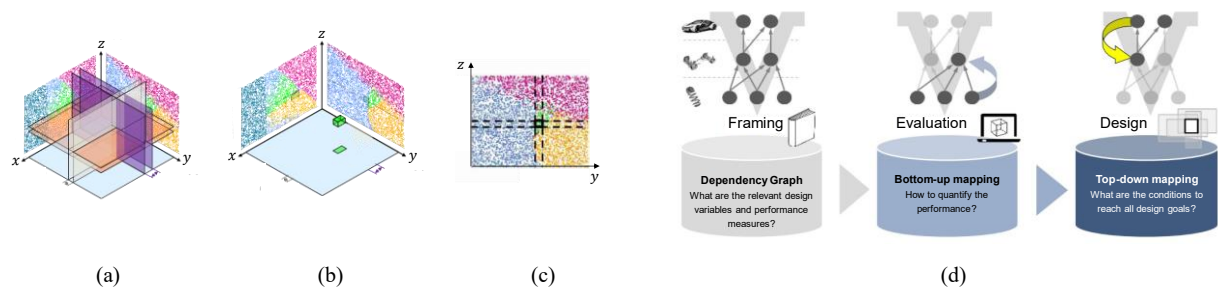 z
x
y
z
x
y
z
y
Framing
Dependency Graph
What are the relevant design
variables and performance
measures?
Evaluation
Bottom-up mapping
How to quantify the
performance?
Design
Top-down mapping
What are the conditions to
reach all design goals?
(a)
(b)
(c)
(d)